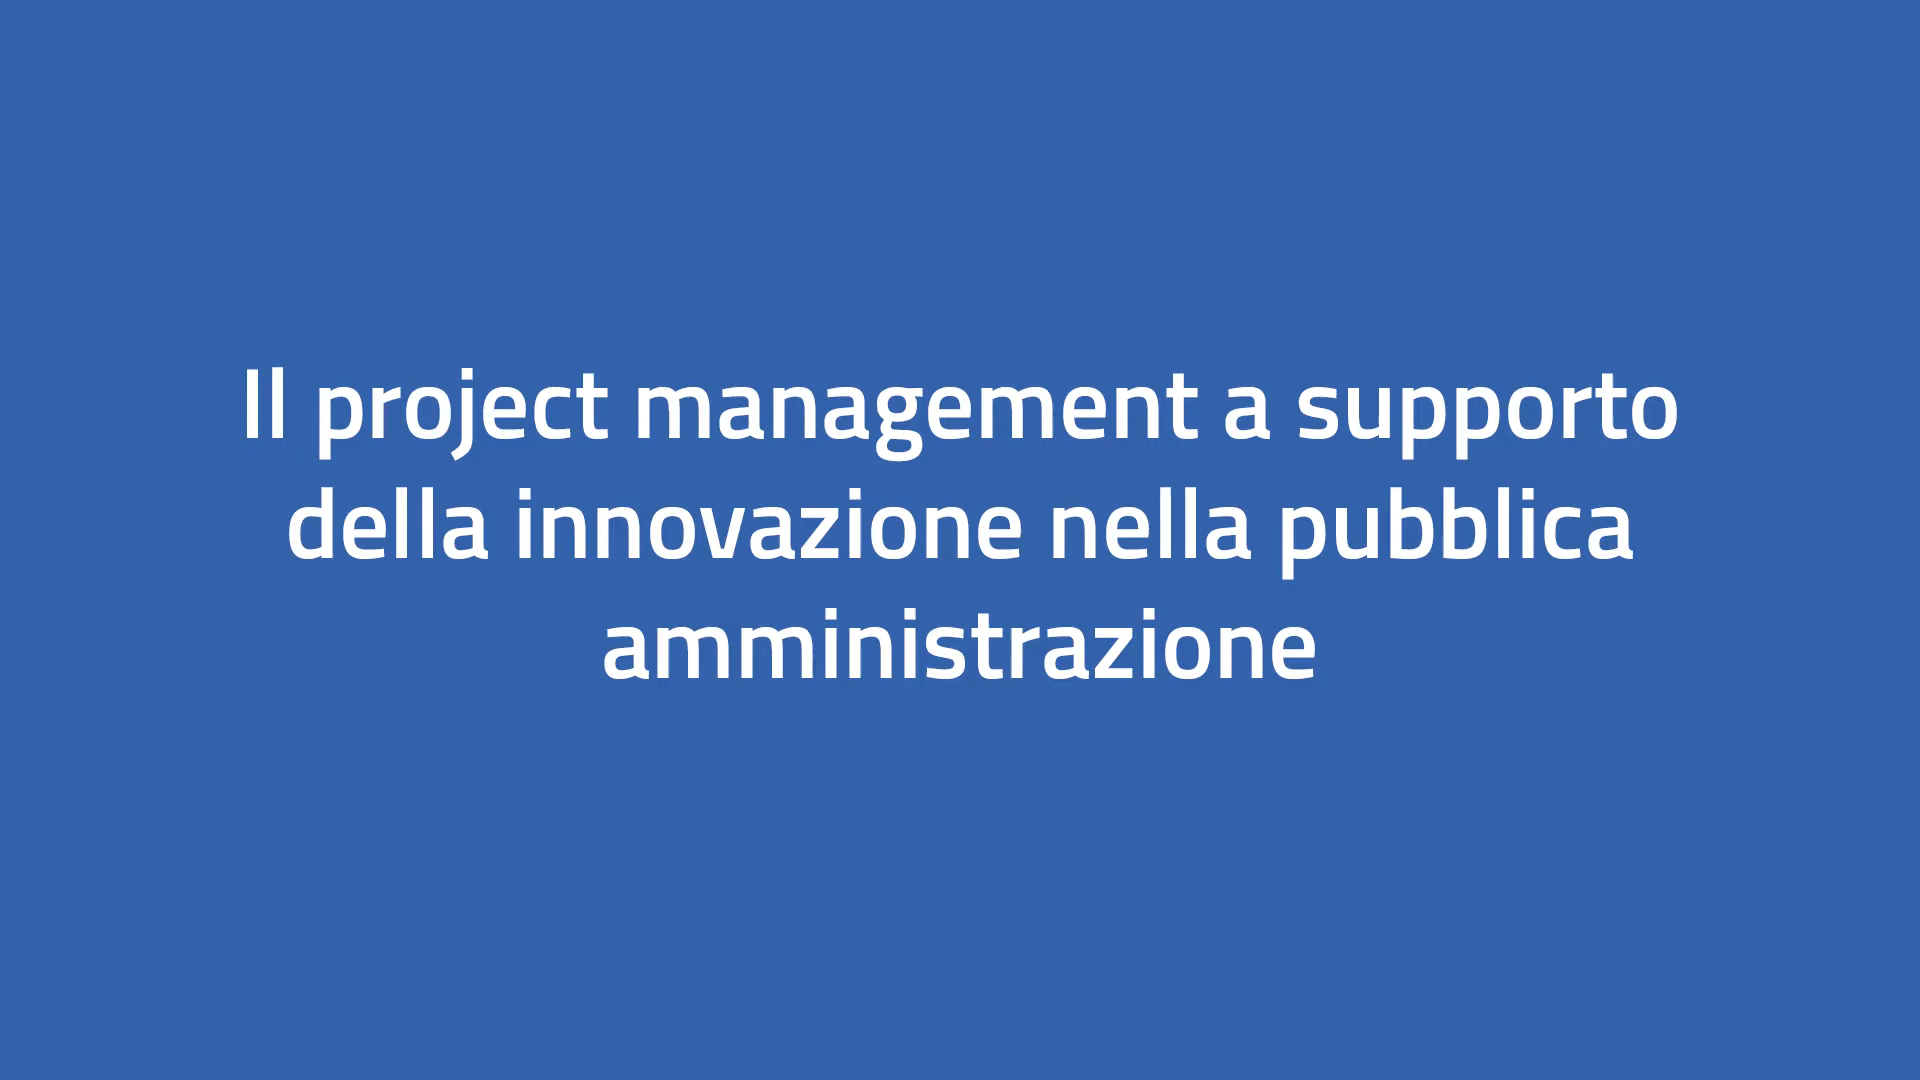 Il project management a supporto
della innovazione nella pubblica
amministrazione